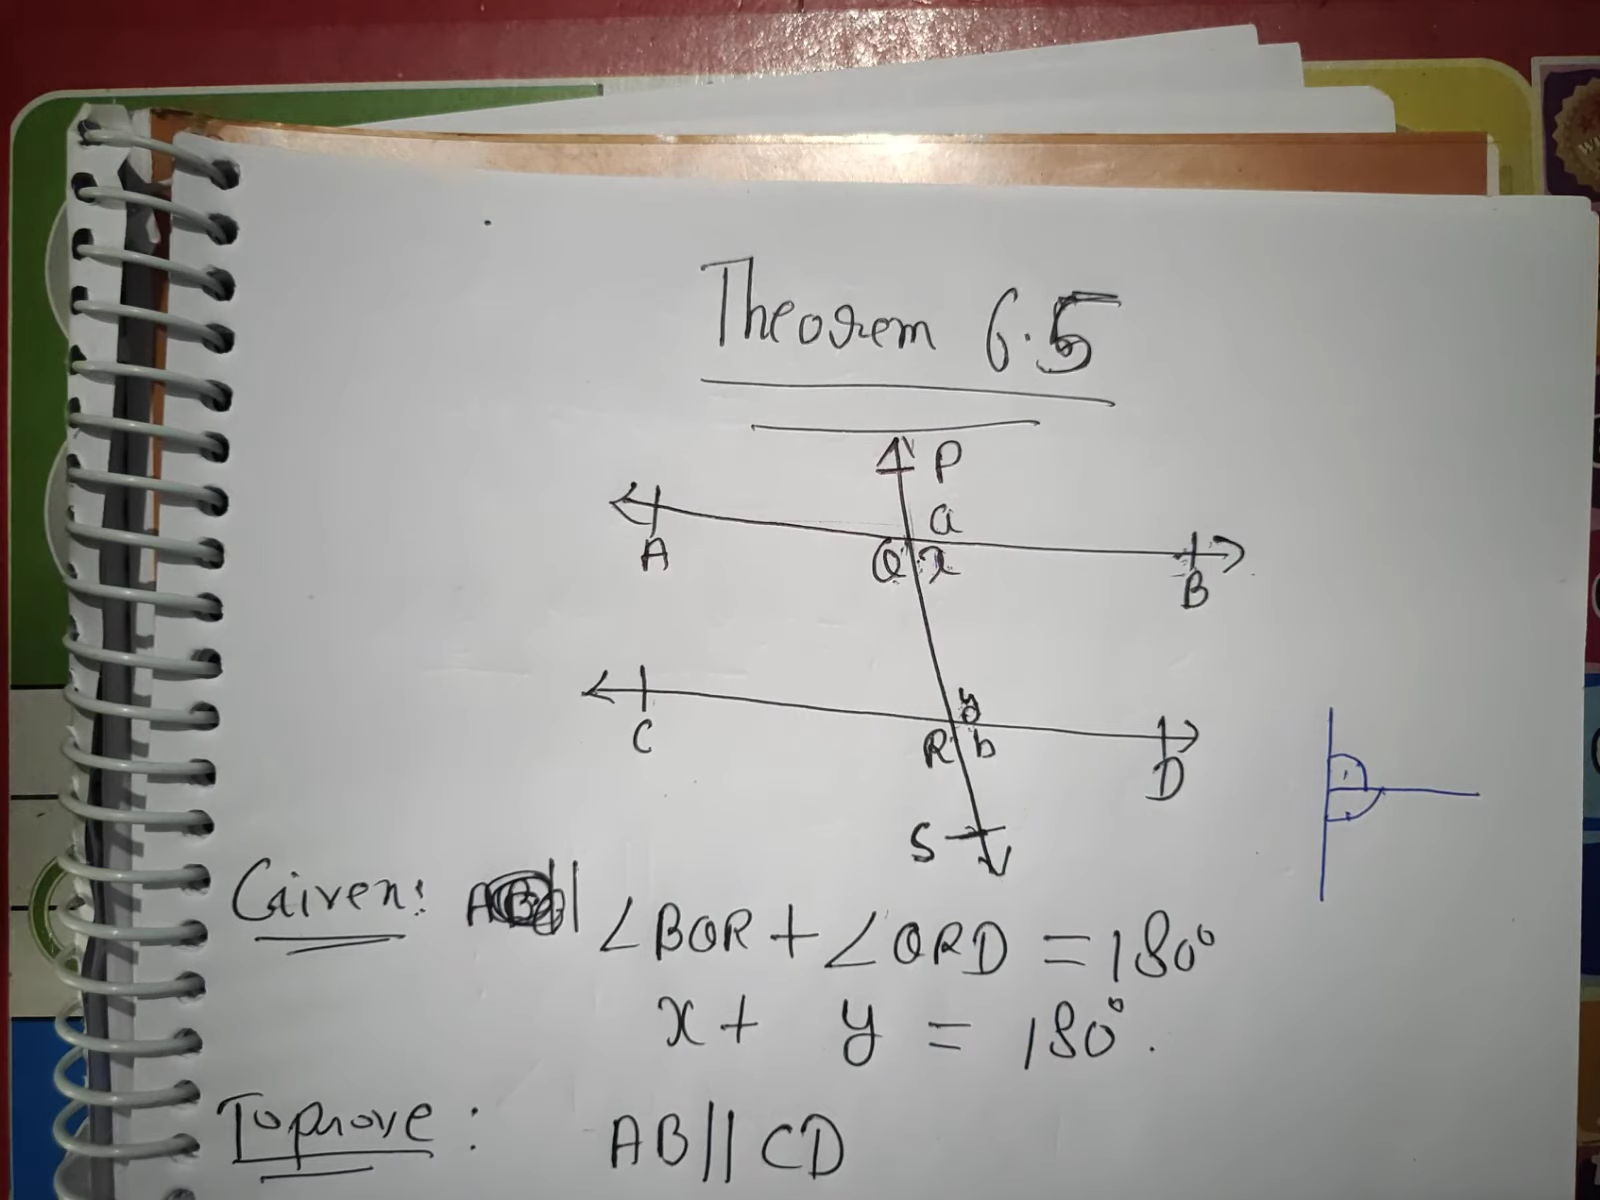 Theorem 6.5
P
a
A Q x B
y
C R b D
S
Given: ∠BQR + ∠QRD = 180°
x + y = 180°.
To prove : AB || CD